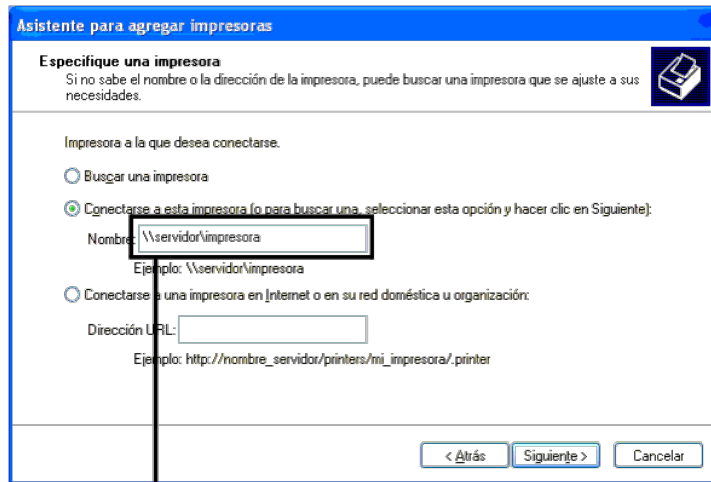 Asistente para agregar impresoras
Especifique una impresora
Si no sabe el nombre o la dirección de la impresora, puede buscar una impresora que se ajuste a sus
necesidades.
Impresora a la que desea conectarse.
Buscar una impresora
Conectarse a esta impresora (o para buscar una, seleccionar esta opción y hacer clic en Siguiente):
Nombre: \\servidor\impresora
Ejemplo: \\servidor\impresora
Conectarse a una impresora en Internet o en su red doméstica u organización:
Dirección URL:
Ejemplo: http://nombre_servidor/printers/mi_impresora/.printer
< Atrás Siguiente > Cancelar